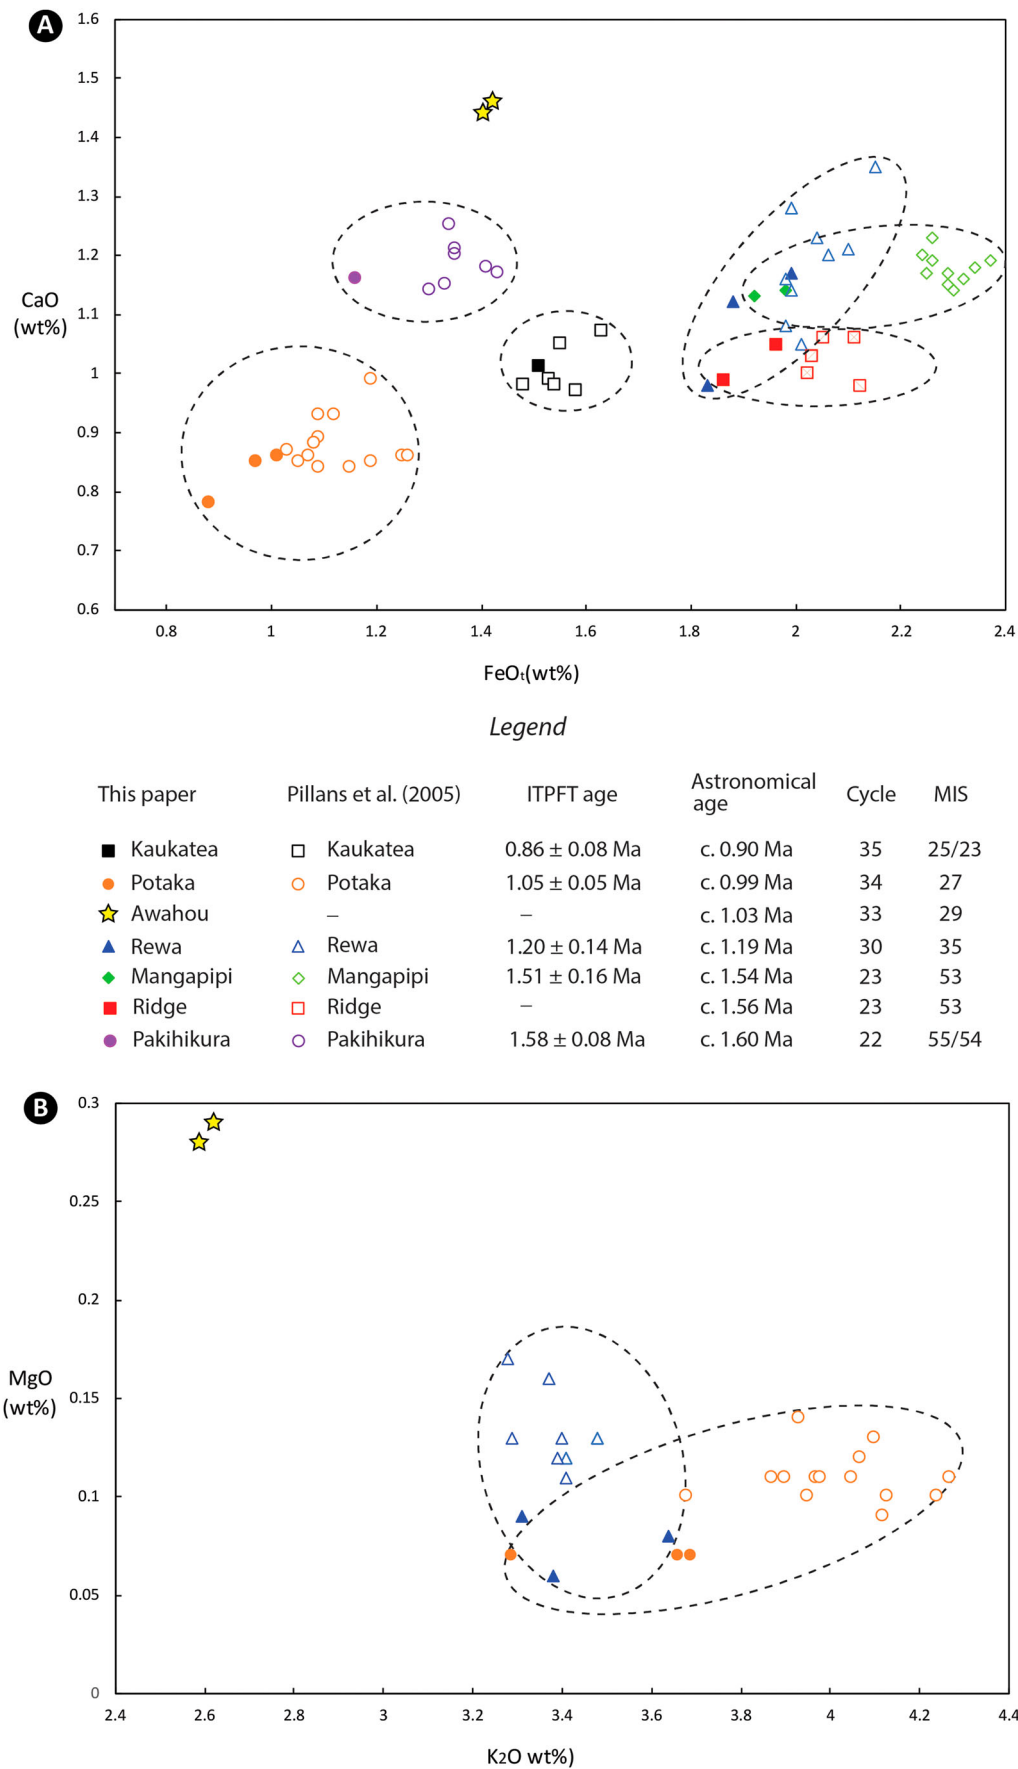 A
1.6
1.5
1.4
1.3
1.2
1.1
1
0.9
0.8
0.7
0.6
CaO
(wt%)
0.8 1 1.2 1.4 1.6 1.8 2 2.2 2.4
FeOt(wt%)
Legend
This paper Pillans et al. (2005) ITPFT age Astronomical age Cycle MIS
Kaukatea Kaukatea 0.86 ± 0.08 Ma c. 0.90 Ma 35 25/23
Potaka Potaka 1.05 ± 0.05 Ma c. 0.99 Ma 34 27
Awahou – – c. 1.03 Ma 33 29
Rewa Rewa 1.20 ± 0.14 Ma c. 1.19 Ma 30 35
Mangapipi Mangapipi 1.51 ± 0.16 Ma c. 1.54 Ma 23 53
Ridge Ridge – c. 1.56 Ma 23 53
Pakihikura Pakihikura 1.58 ± 0.08 Ma c. 1.60 Ma 22 55/54
B
0.3
0.25
0.2
0.15
0.1
0.05
0
MgO
(wt%)
2.4 2.6 2.8 3 3.2 3.4 3.6 3.8 4 4.2 4.4
K2O wt%)